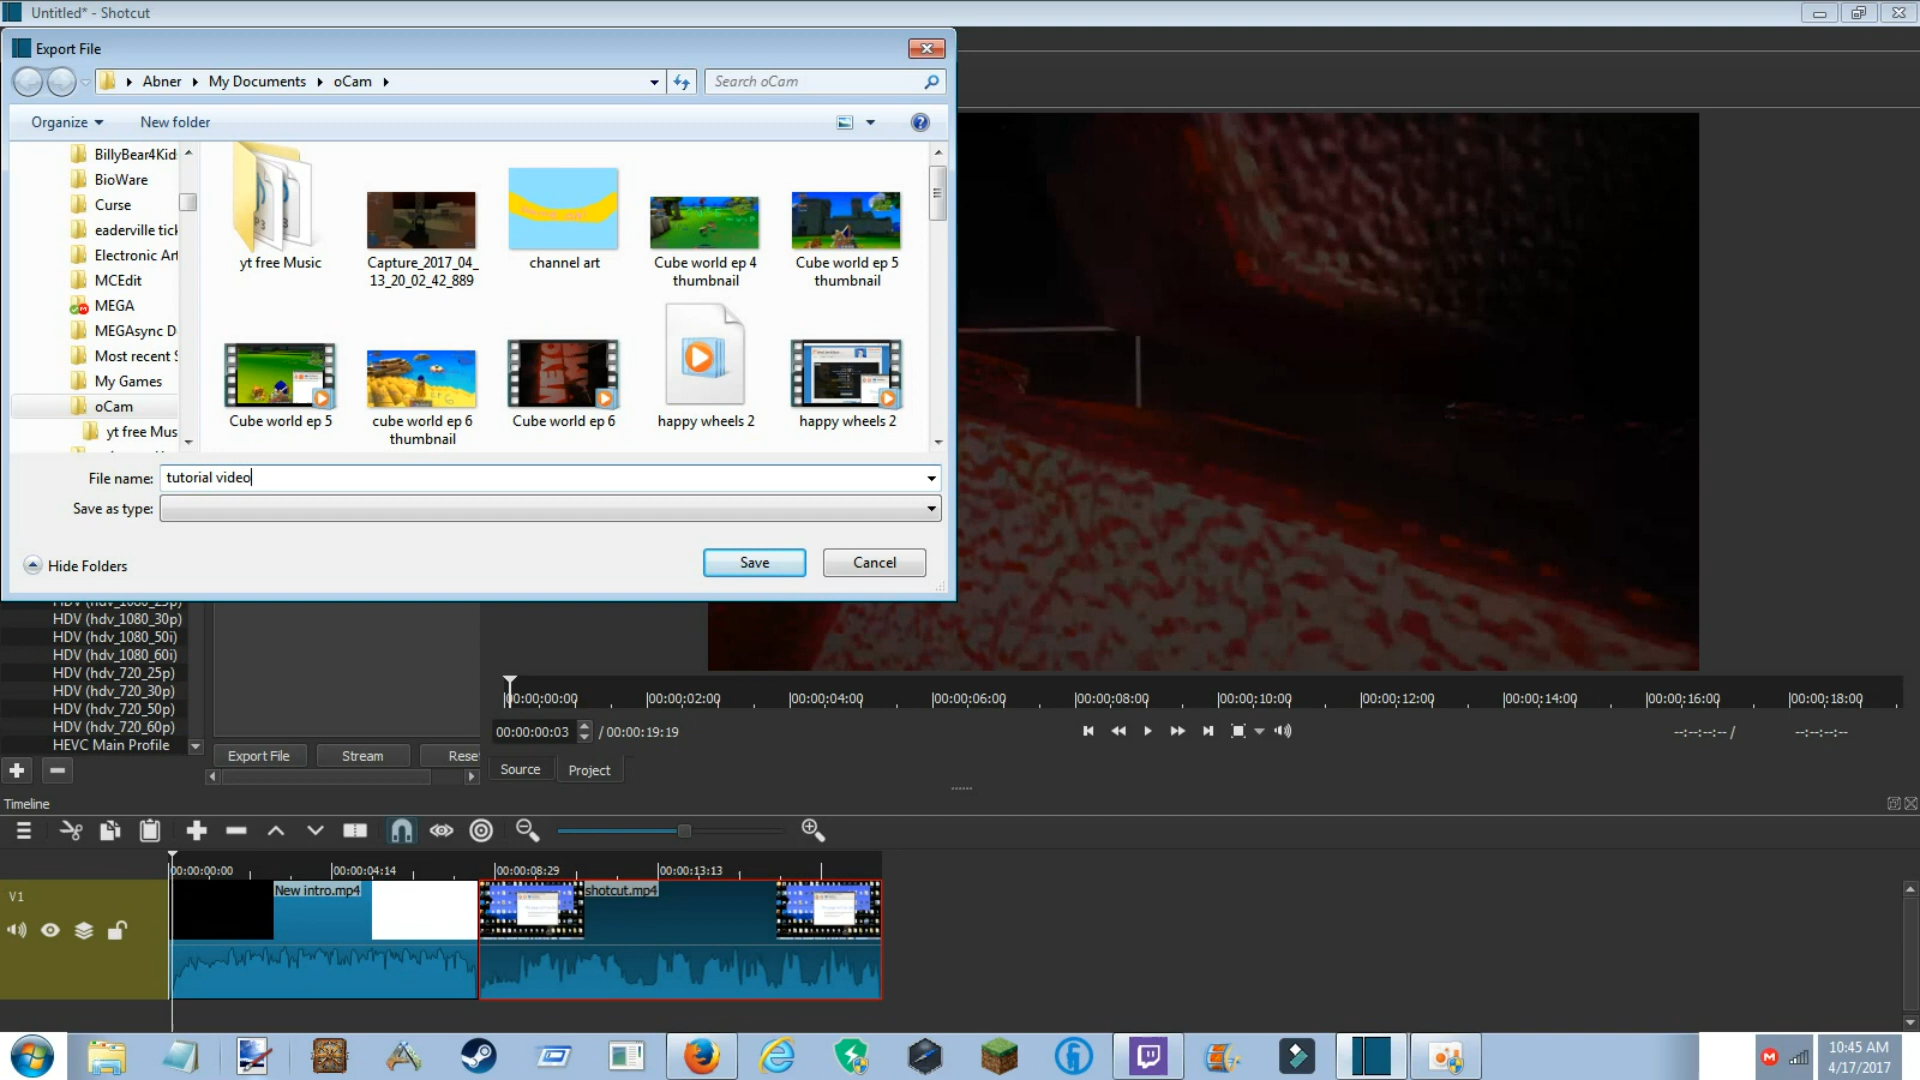 Untitled* - Shotcut
Export File
Abner
My Documents
oCam
Search oCam
Organize
New folder
BillyBear4Kid
BioWare
Curse
eaderville tick
Electronic Art
MCEdit
MEGA
MEGAsync D
Most recent S
My Games
oCam
yt free Mus
yt free Music
Capture_2017_04_
13_20_02_42_889
channel art
Cube world ep 4
thumbnail
Cube world ep 5
thumbnail
Cube world ep 5
cube world ep 6
thumbnail
Cube world ep 6
happy wheels 2
happy wheels 2
File name: tutorial video
Save as type:
Hide Folders
Save
Cancel
HDV (hdv_1080_25p)
HDV (hdv_1080_30p)
HDV (hdv_1080_50i)
HDV (hdv_1080_60i)
HDV (hdv_720_25p)
HDV (hdv_720_30p)
HDV (hdv_720_50p)
HDV (hdv_720_60p)
HEVC Main Profile
Export File
Stream
Rese
00:00:00:00
00:00:02:00
00:00:04:00
00:00:06:00
00:00:08:00
00:00:10:00
00:00:12:00
00:00:14:00
00:00:16:00
00:00:18:00
00:00:00:03 / 00:00:19:19
--:--:--:-- /
--:--:--:--
Source
Project
Timeline
00:00:00:00
00:00:04:14
00:00:08:29
00:00:13:13
V1
New intro.mp4
shotcut.mp4
10:45 AM
4/17/2017